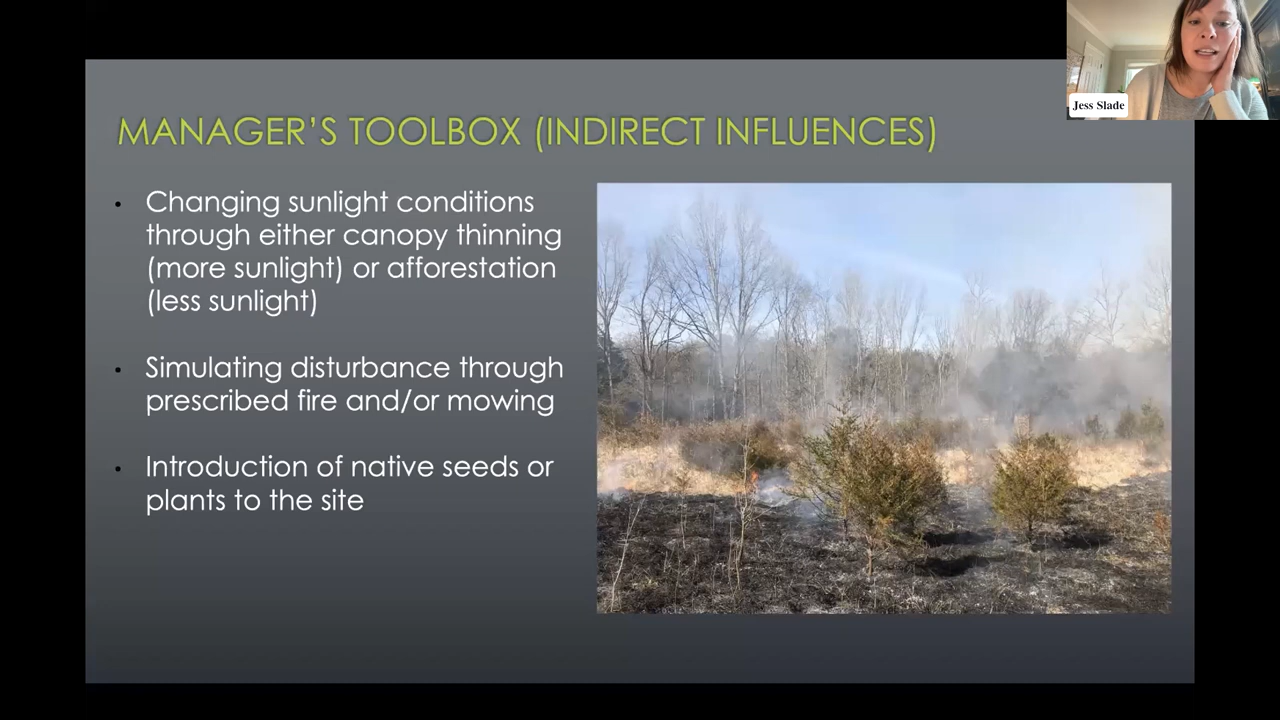 Jess Slade
MANAGER'S TOOLBOX (INDIRECT INFLUENCES)
• Changing sunlight conditions
through either canopy thinning
(more sunlight) or afforestation
(less sunlight)
• Simulating disturbance through
prescribed fire and/or mowing
• Introduction of native seeds or
plants to the site